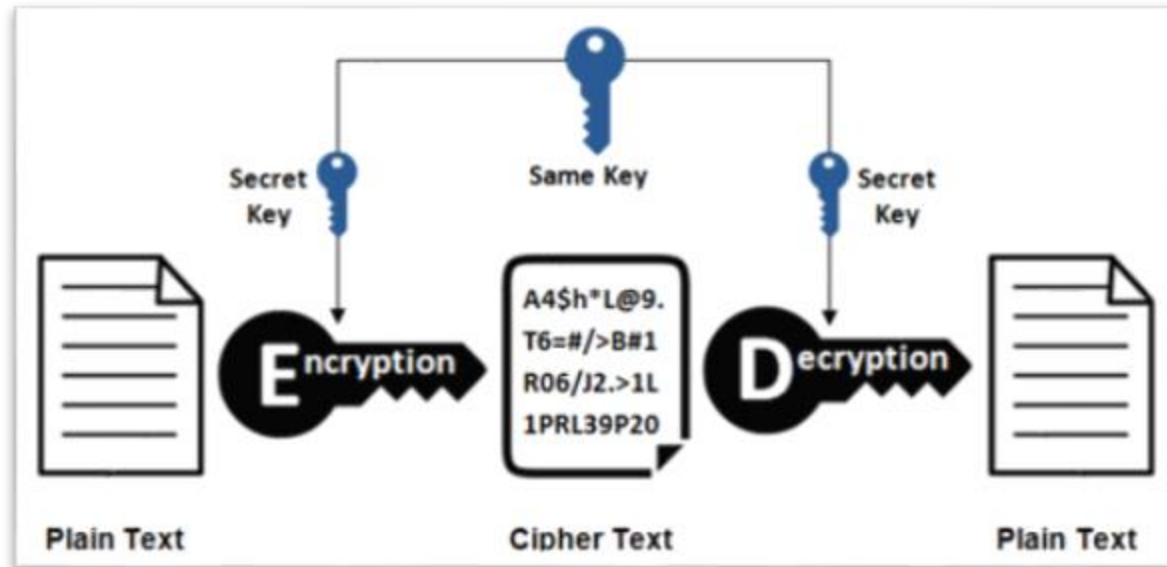 Same Key
Secret
Key
Secret
Key
Encryption
A4$h*L@9.
T6=#/>B#1
R06/J2.>1L
1PRL39P20
Decryption
Plain Text
Cipher Text
Plain Text